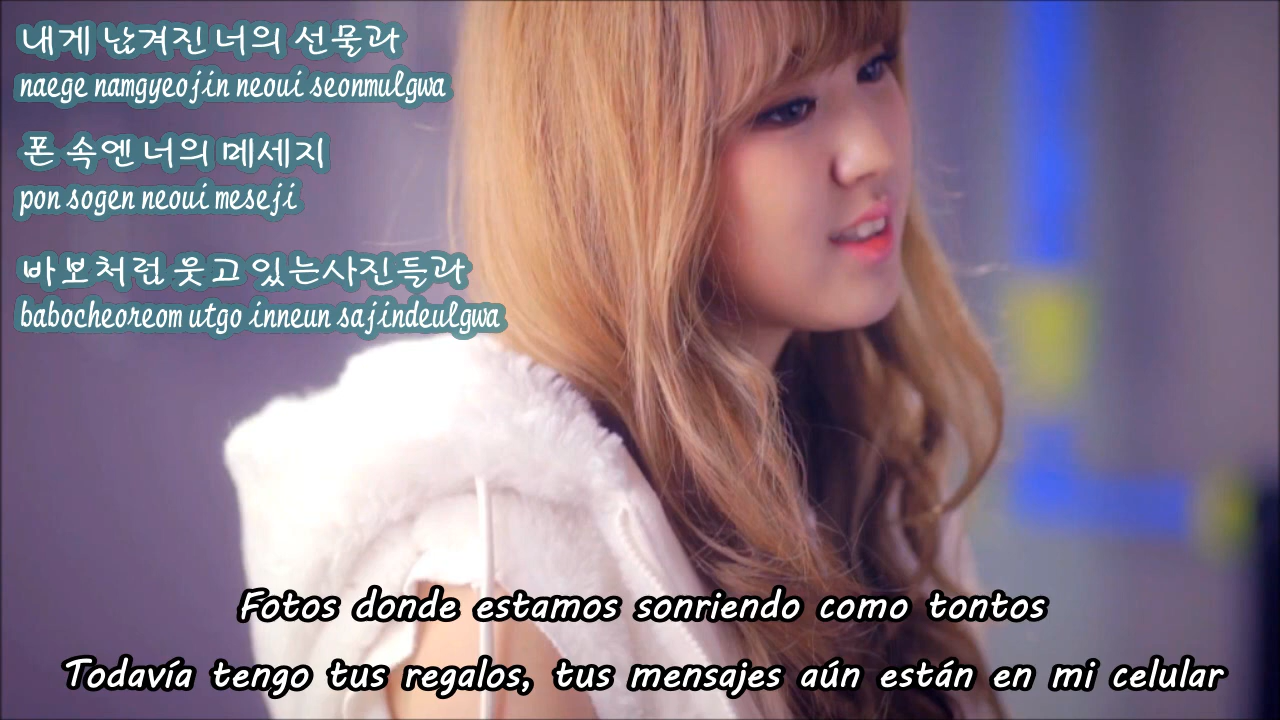 내게 남겨진 너의 선물과
naege namgyeojin neoui seonmulgwa
폰 속엔 너의 메세지
pon sogen neoui meseji
바보처럼 웃고 있는사진들과
babocheoreom utgo inneun sajindeulgwa
Fotos donde estamos sonriendo como tontos
Todavía tengo tus regalos, tus mensajes aún están en mi celular